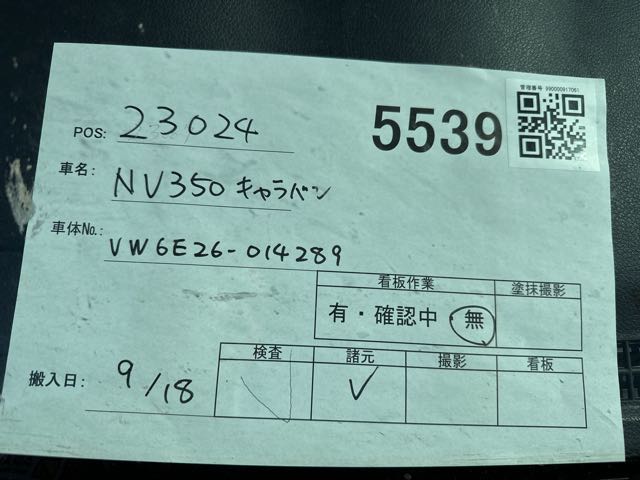 管理番号 990000917061
5539
POS: 23024
車名: NV350 キャラバン
車体No.: VW6E26-014289
看板作業 塗抹撮影
有・確認中・無
検査 諸元 撮影 看板
搬入日: 9/18